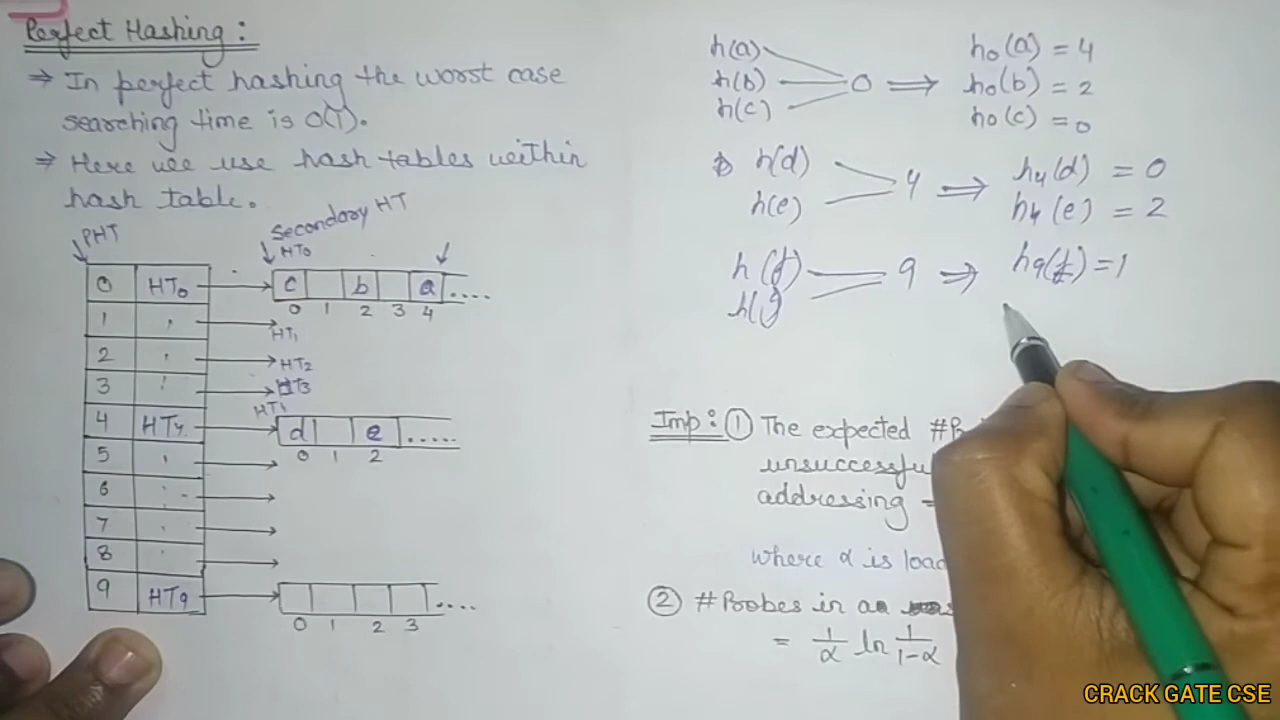 Perfect Hashing :
⇒ In perfect hashing the worst case
searching time is O(1).
⇒ Here we use hash tables within
hash table.
PHT
Secondary HT
HT0
0 HT0 c b a ....
0 1 2 3 4
1
HT1
2 HT2
3 HT3
4 HT4 d e .....
0 1 2
5
6
7
8
9 HT9 ....
0 1 2 3
h(a)
h(b) 0 ⇒
h(c)
h0(a) = 4
h0(b) = 2
h0(c) = 0
h(d)
h(e) 4 ⇒
h4(d) = 0
h4(e) = 2
h(f) 9 ⇒ h9(f) = 1
h(g
Imp : ① The expected
unsuccessfu
addressing =
where α is load
② # Probes in a
= 1/α ln 1/1-α
CRACK GATE CSE